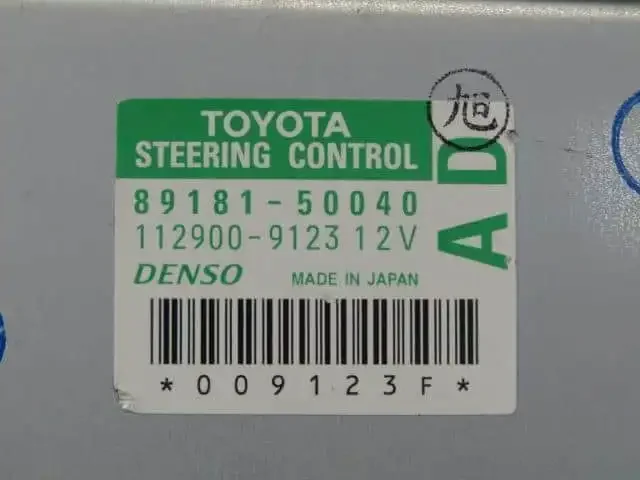 TOYOTA
STEERING CONTROL
89181-50040
112900-9123 12V
DENSO MADE IN JAPAN
*009123F*
AD
旭